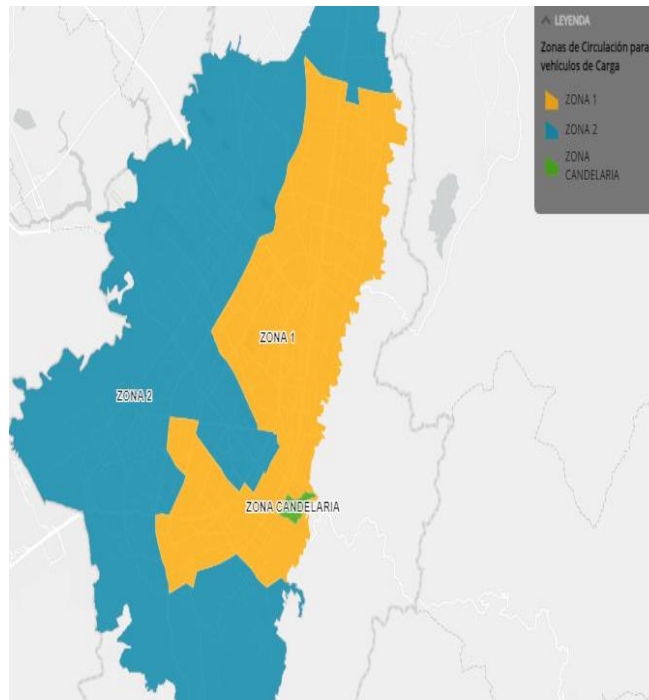 LEYENDA
Zonas de Circulación para
vehículos de Carga
ZONA 1
ZONA 2
ZONA
CANDELARIA
ZONA 1
ZONA 2
ZONA CANDELARIA